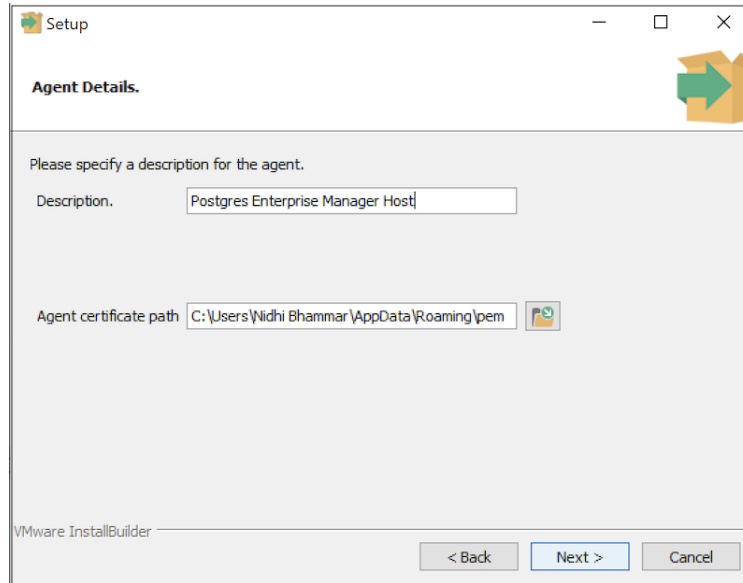 Setup
Agent Details.
Please specify a description for the agent.
Description.
Postgres Enterprise Manager Host
Agent certificate path
C:\Users\Nidhi Bhammar\AppData\Roaming\pem
VMware InstallBuilder
< Back
Next >
Cancel